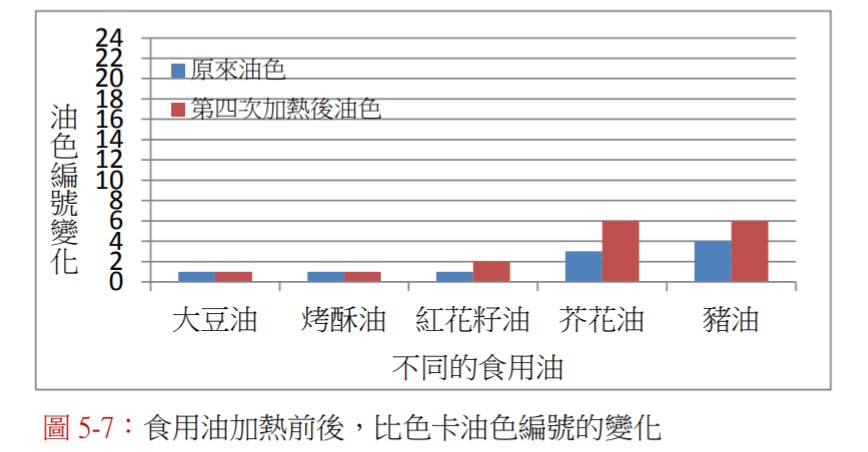 24
22
20
18
16
14
12
10
8
6
4
2
0
油色編號變化
原來油色
第四次加熱後油色
大豆油 烤酥油 紅花籽油 芥花油 豬油
不同的食用油
圖 5-7：食用油加熱前後，比色卡油色編號的變化